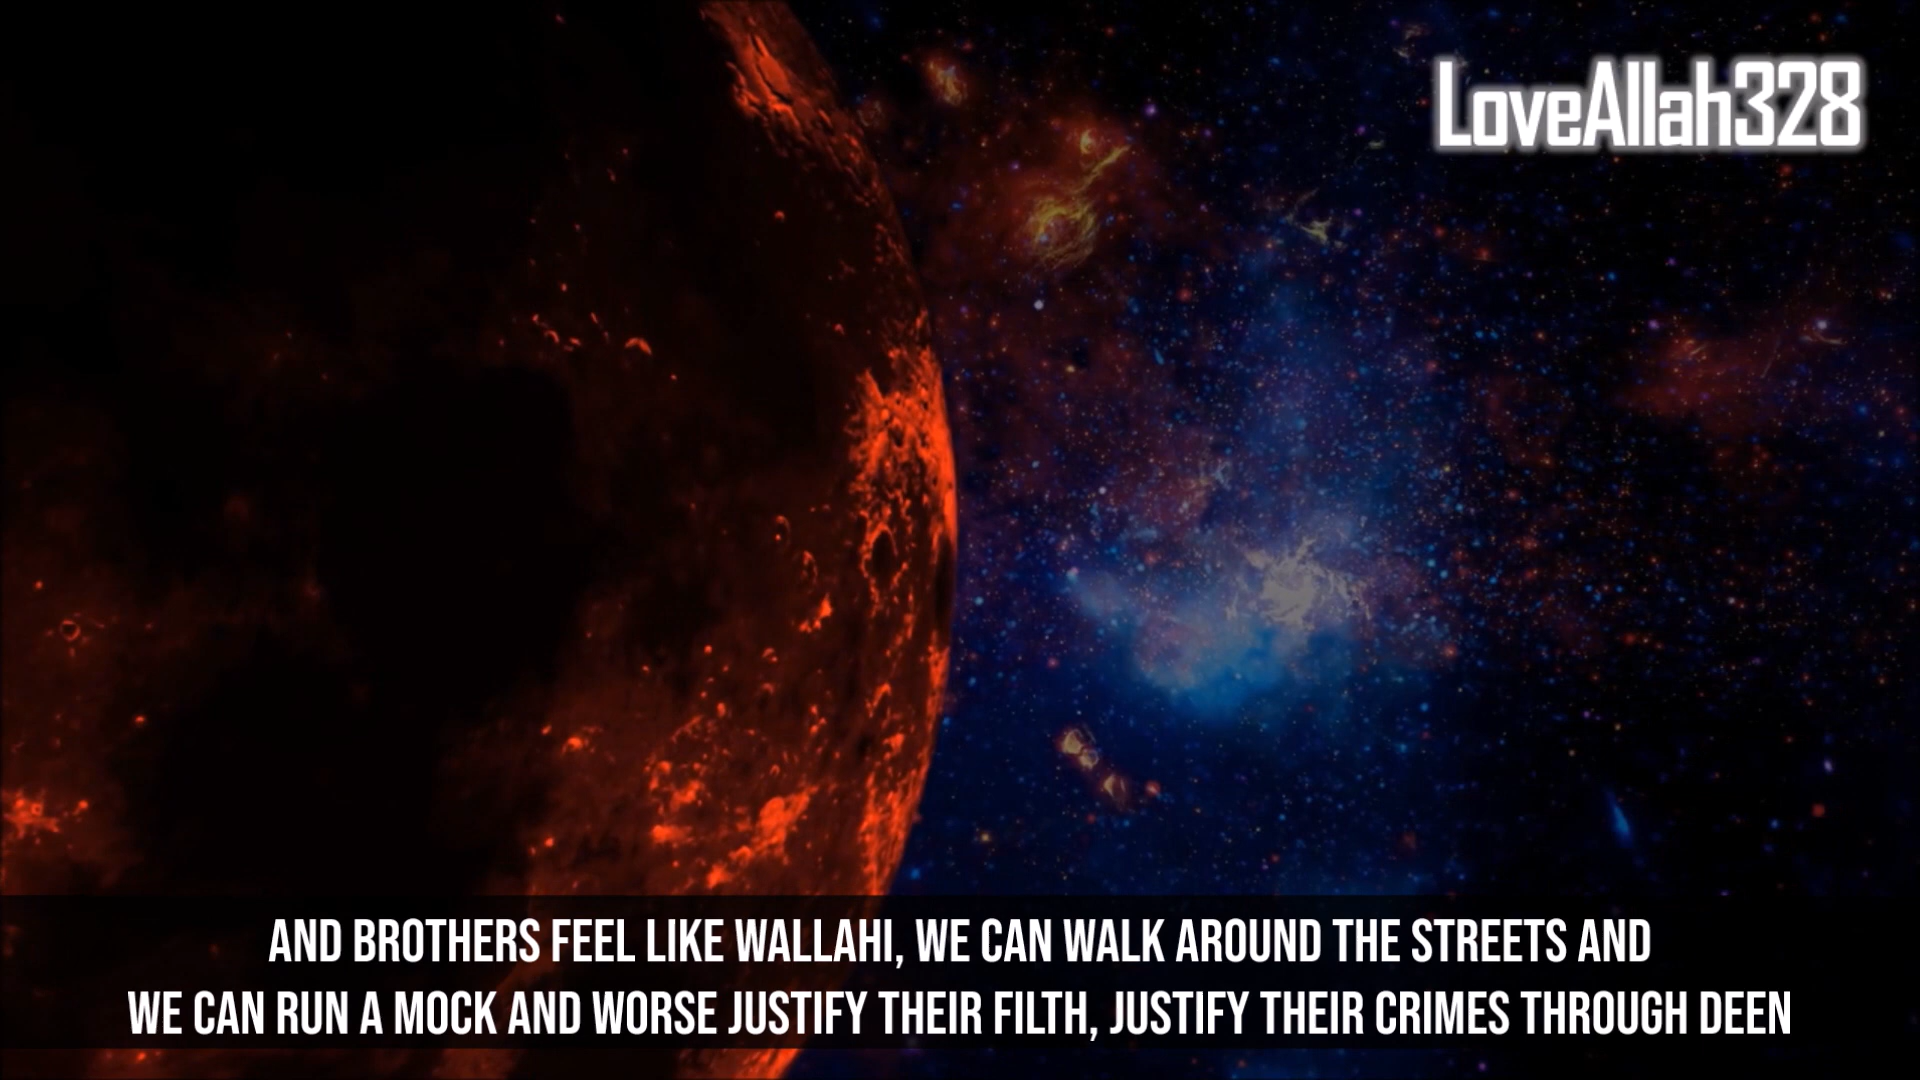 LoveAllah328
AND BROTHERS FEEL LIKE WALLAHI, WE CAN WALK AROUND THE STREETS AND
WE CAN RUN A MOCK AND WORSE JUSTIFY THEIR FILTH, JUSTIFY THEIR CRIMES THROUGH DEEN